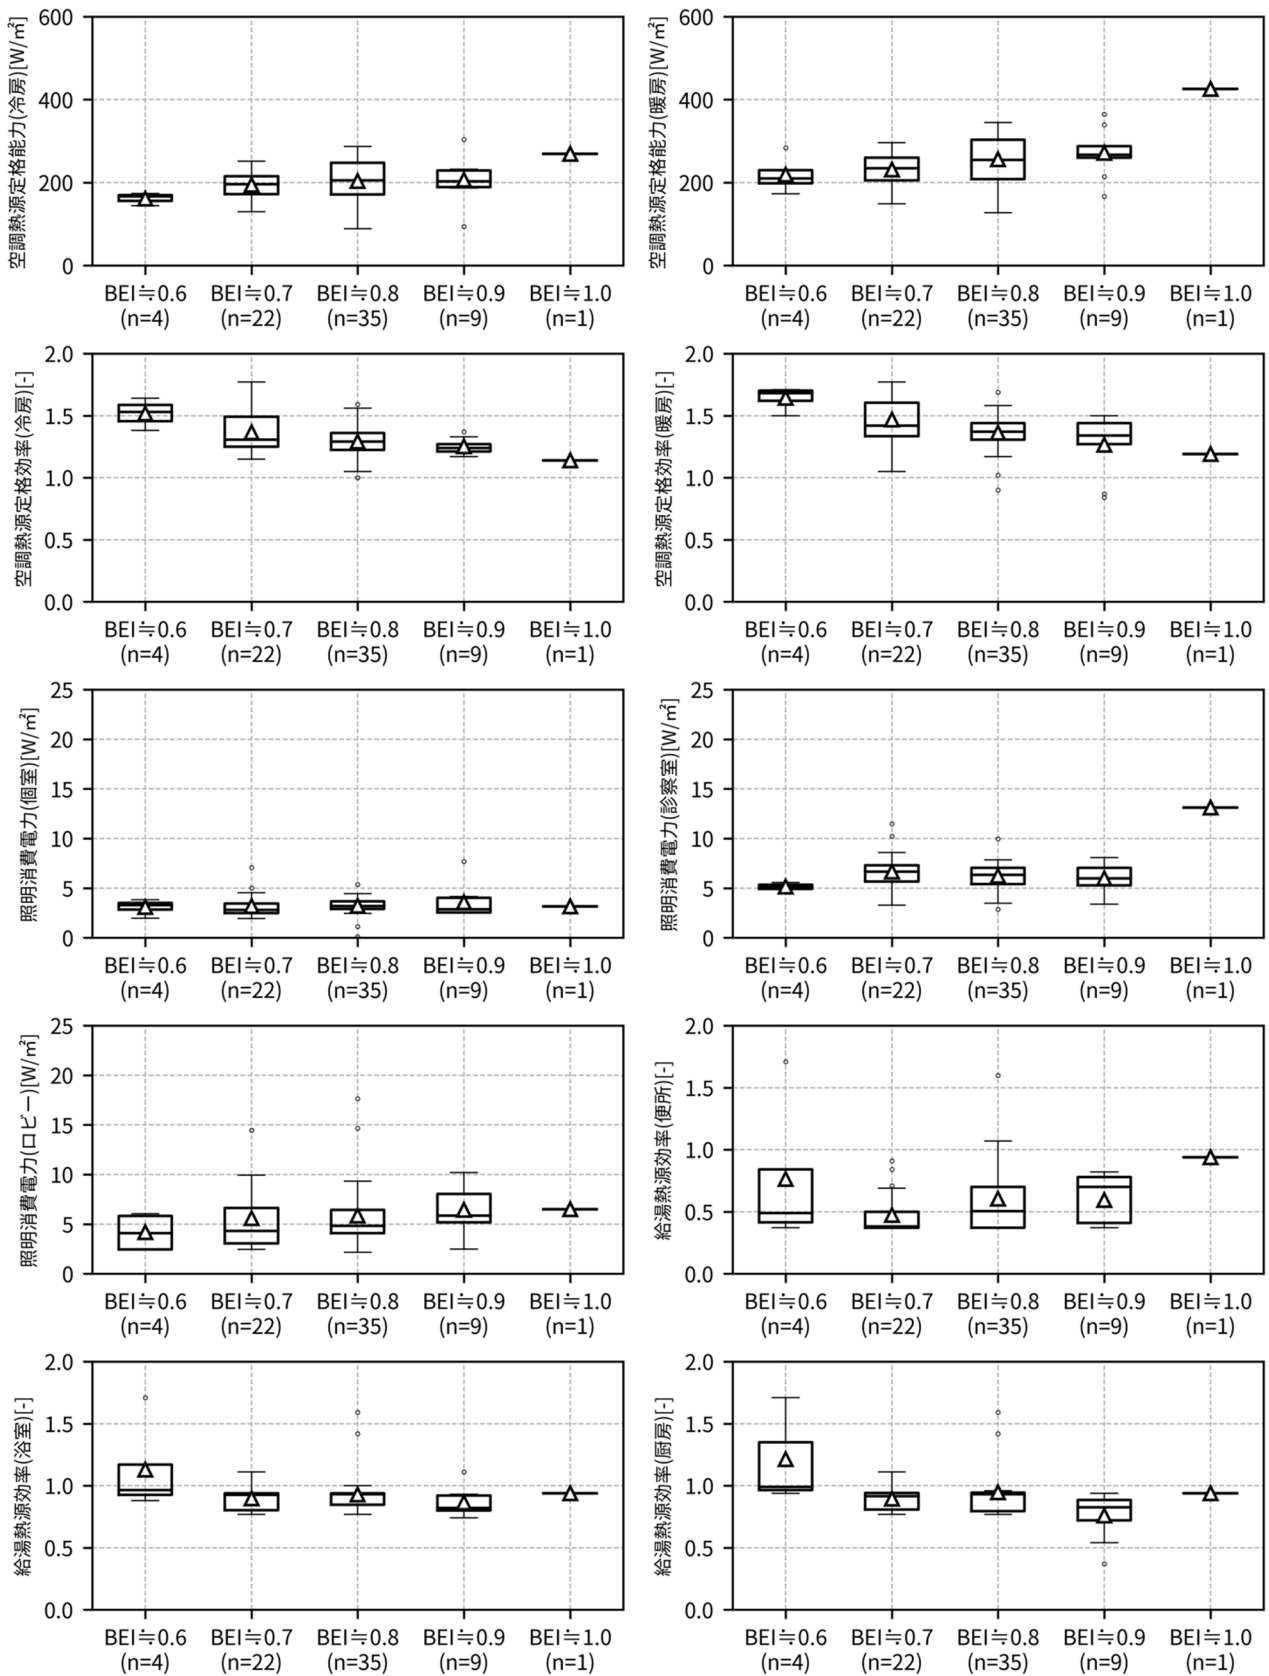 空調熱源定格能力(冷房)[W/㎡]
600
400
200
0
BEI≒0.6 BEI≒0.7 BEI≒0.8 BEI≒0.9 BEI≒1.0
(n=4) (n=22) (n=35) (n=9) (n=1)
空調熱源定格能力(暖房)[W/㎡]
600
400
200
0
BEI≒0.6 BEI≒0.7 BEI≒0.8 BEI≒0.9 BEI≒1.0
(n=4) (n=22) (n=35) (n=9) (n=1)
空調熱源定格効率(冷房)[-]
2.0
1.5
1.0
0.5
0.0
BEI≒0.6 BEI≒0.7 BEI≒0.8 BEI≒0.9 BEI≒1.0
(n=4) (n=22) (n=35) (n=9) (n=1)
空調熱源定格効率(暖房)[-]
2.0
1.5
1.0
0.5
0.0
BEI≒0.6 BEI≒0.7 BEI≒0.8 BEI≒0.9 BEI≒1.0
(n=4) (n=22) (n=35) (n=9) (n=1)
照明消費電力(個室)[W/㎡]
25
20
15
10
5
0
BEI≒0.6 BEI≒0.7 BEI≒0.8 BEI≒0.9 BEI≒1.0
(n=4) (n=22) (n=35) (n=9) (n=1)
照明消費電力(診察室)[W/㎡]
25
20
15
10
5
0
BEI≒0.6 BEI≒0.7 BEI≒0.8 BEI≒0.9 BEI≒1.0
(n=4) (n=22) (n=35) (n=9) (n=1)
照明消費電力(ロビー)[W/㎡]
25
20
15
10
5
0
BEI≒0.6 BEI≒0.7 BEI≒0.8 BEI≒0.9 BEI≒1.0
(n=4) (n=22) (n=35) (n=9) (n=1)
給湯熱源効率(便所)[-]
2.0
1.5
1.0
0.5
0.0
BEI≒0.6 BEI≒0.7 BEI≒0.8 BEI≒0.9 BEI≒1.0
(n=4) (n=22) (n=35) (n=9) (n=1)
給湯熱源効率(浴室)[-]
2.0
1.5
1.0
0.5
0.0
BEI≒0.6 BEI≒0.7 BEI≒0.8 BEI≒0.9 BEI≒1.0
(n=4) (n=22) (n=35) (n=9) (n=1)
給湯熱源効率(厨房)[-]
2.0
1.5
1.0
0.5
0.0
BEI≒0.6 BEI≒0.7 BEI≒0.8 BEI≒0.9 BEI≒1.0
(n=4) (n=22) (n=35) (n=9) (n=1)